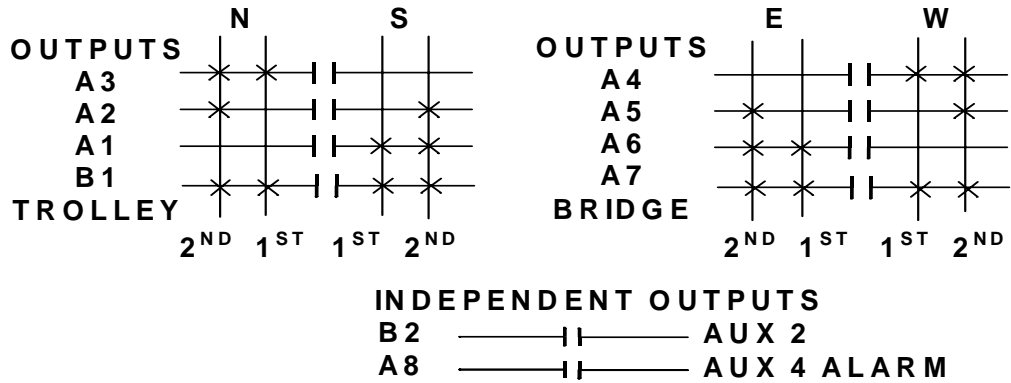 N S
OUTPUTS
A3
A2
A1
B1
TROLLEY
2ND 1ST 1ST 2ND
E W
OUTPUTS
A4
A5
A6
A7
BRIDGE
2ND 1ST 1ST 2ND
INDEPENDENT OUTPUTS
B2 AUX 2
A8 AUX 4 ALARM